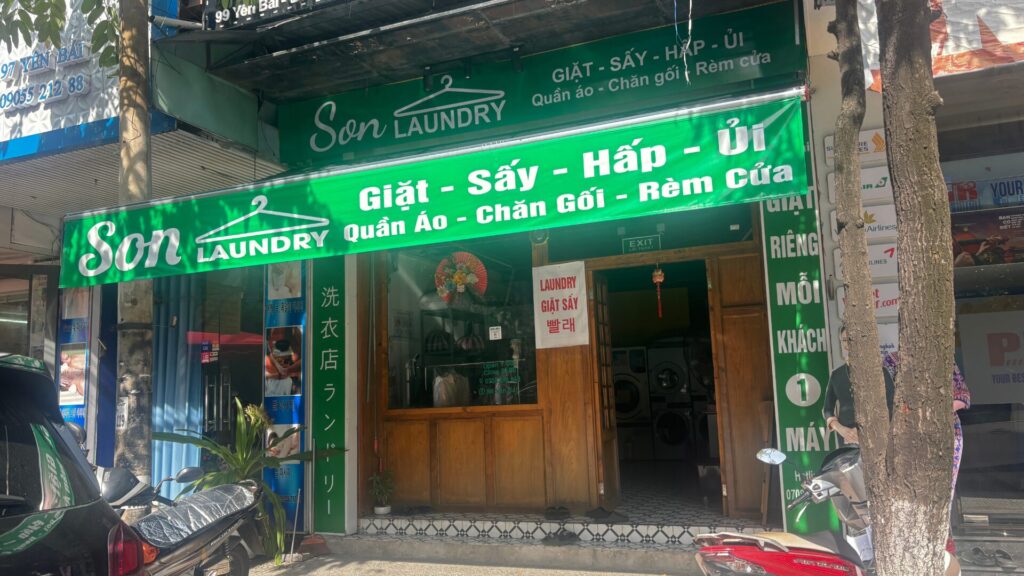 99 Yên Bái
97 YÊN BÁI
09055 212 88
Sơn LAUNDRY
GIẶT - SẤY - HẤP - ỦI
Quần áo - Chăn gối - Rèm cửa
Sơn LAUNDRY
Giặt - Sấy - Hấp - Ủi
Quần Áo - Chăn Gối - Rèm Cửa
EXIT
LAUNDRY
GIẶT SẤY
빨래
洗衣店ランドリー
GIẶT
RIÊNG
MỖI
KHÁCH
1
MÁY
Airlines
YOUR